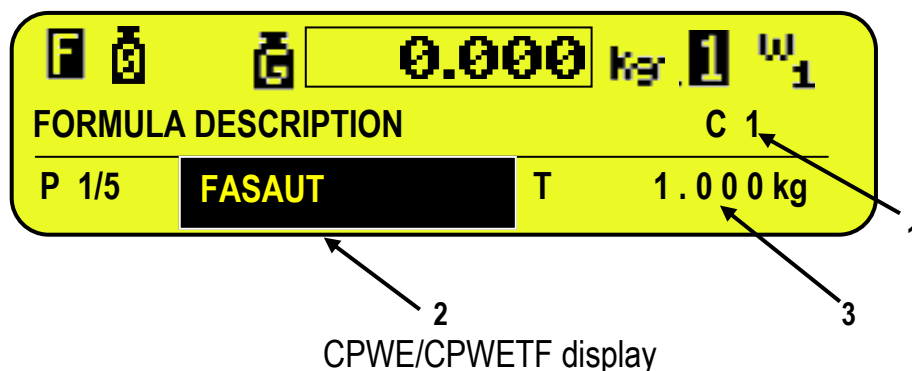 F G 0.000 kg 1 W1
FORMULA DESCRIPTION C 1
P 1/5 FASAUT T 1.000 kg
2 3
CPWE/CPWETF display